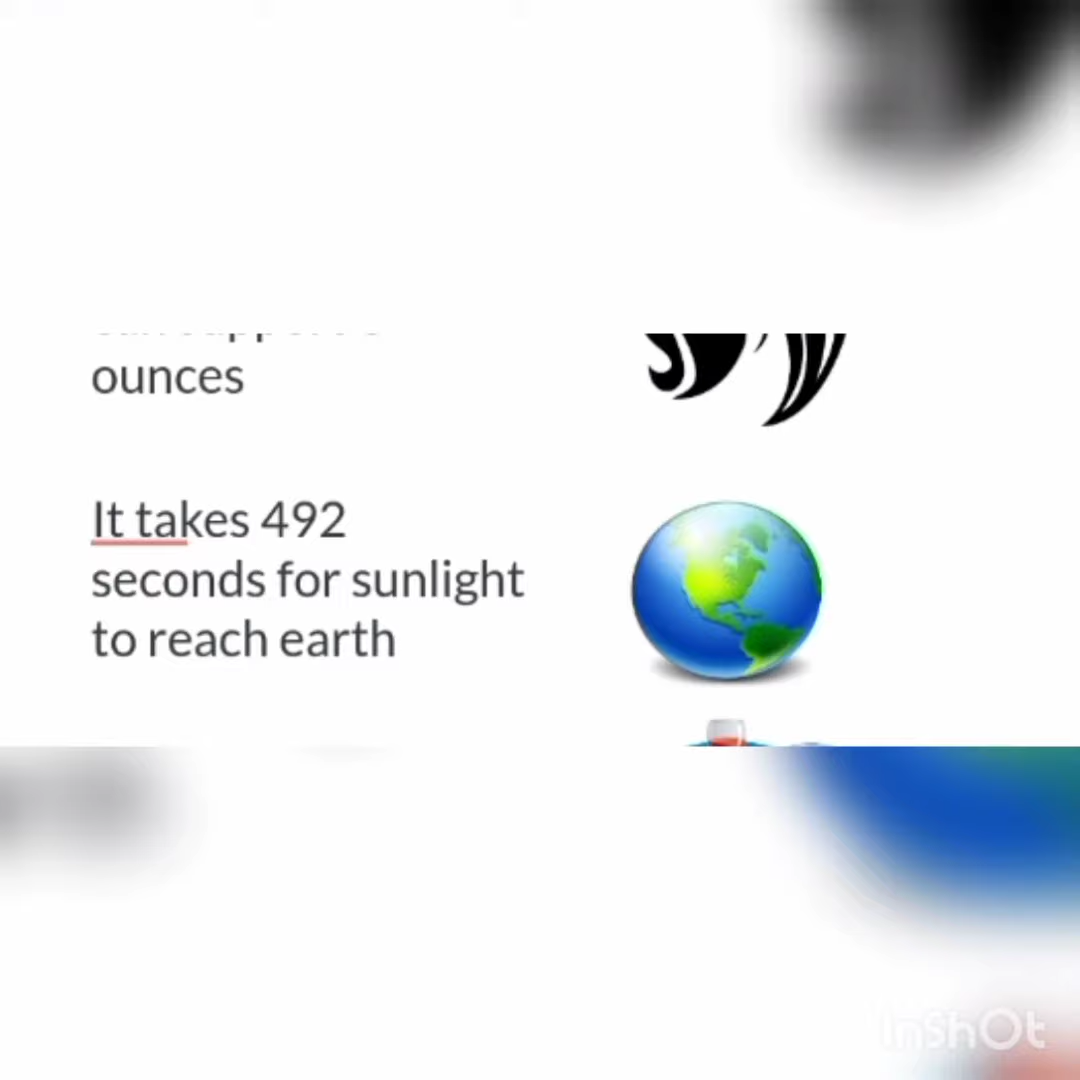 ounces
It takes 492
seconds for sunlight
to reach earth
InShOt